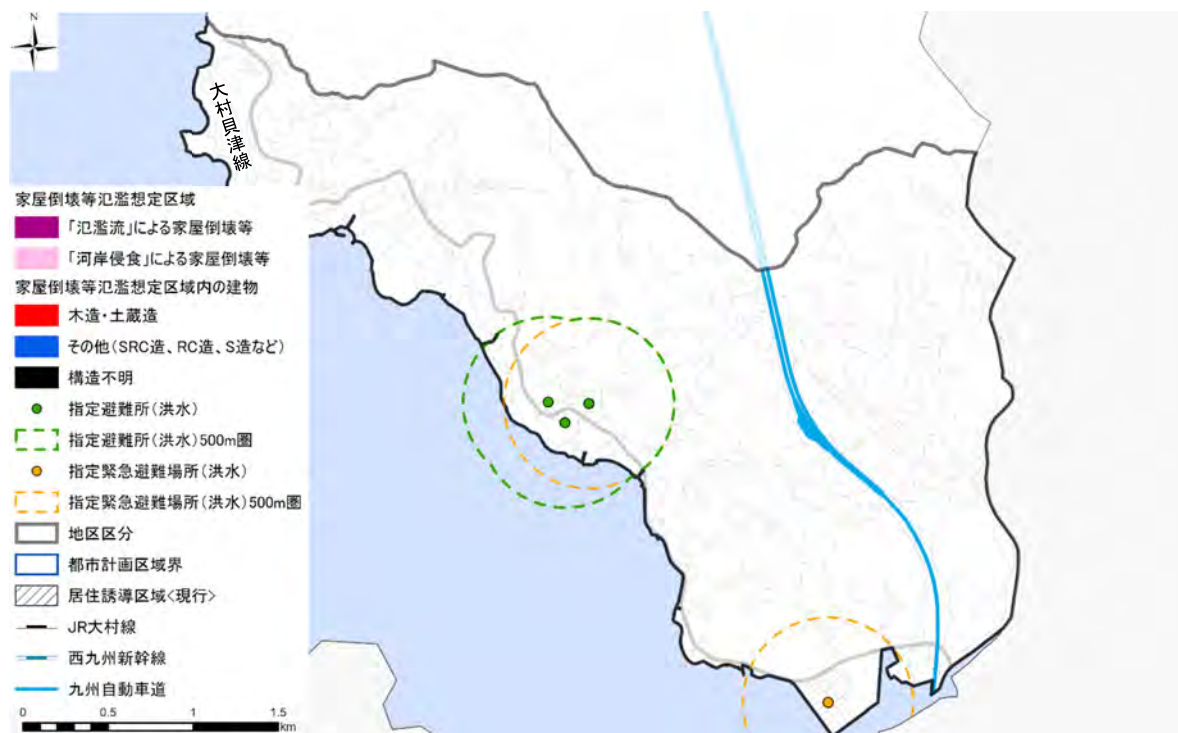 N
大村貝津線
家屋倒壊等氾濫想定区域
「氾濫流」による家屋倒壊等
「河岸侵食」による家屋倒壊等
家屋倒壊等氾濫想定区域内の建物
木造・土蔵造
その他(SRC造、RC造、S造など)
構造不明
指定避難所(洪水)
指定避難所(洪水)500m圏
指定緊急避難場所(洪水)
指定緊急避難場所(洪水)500m圏
地区区分
都市計画区域界
居住誘導区域<現行>
JR大村線
西九州新幹線
九州自動車道
0 0.5 1 1.5
km